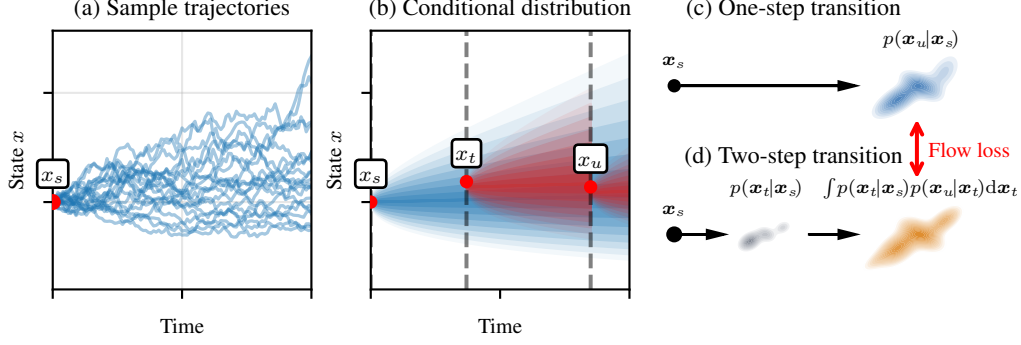 (a) Sample trajectories
State x
x_s
Time
(b) Conditional distribution
State x
x_s
x_t
x_u
Time
(c) One-step transition
p(x_u|x_s)
x_s
Flow loss
(d) Two-step transition
p(x_t|x_s) ∫p(x_t|x_s)p(x_u|x_t)dx_t
x_s